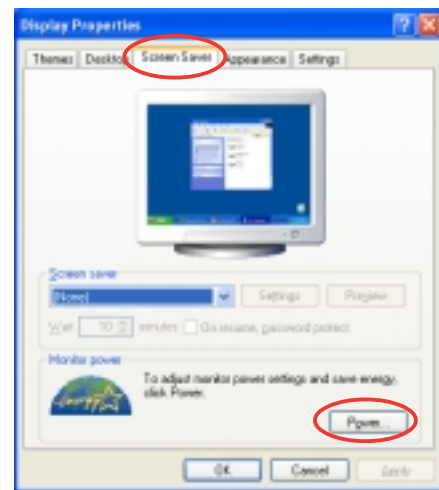 Display Properties
Themes Desktop Screen Saver Appearance Settings
Screen saver
(None) Settings Preview
Wait 10 minutes On resume, password protect
Monitor power
To adjust monitor power settings and save energy,
click Power.
Power...
OK Cancel Apply